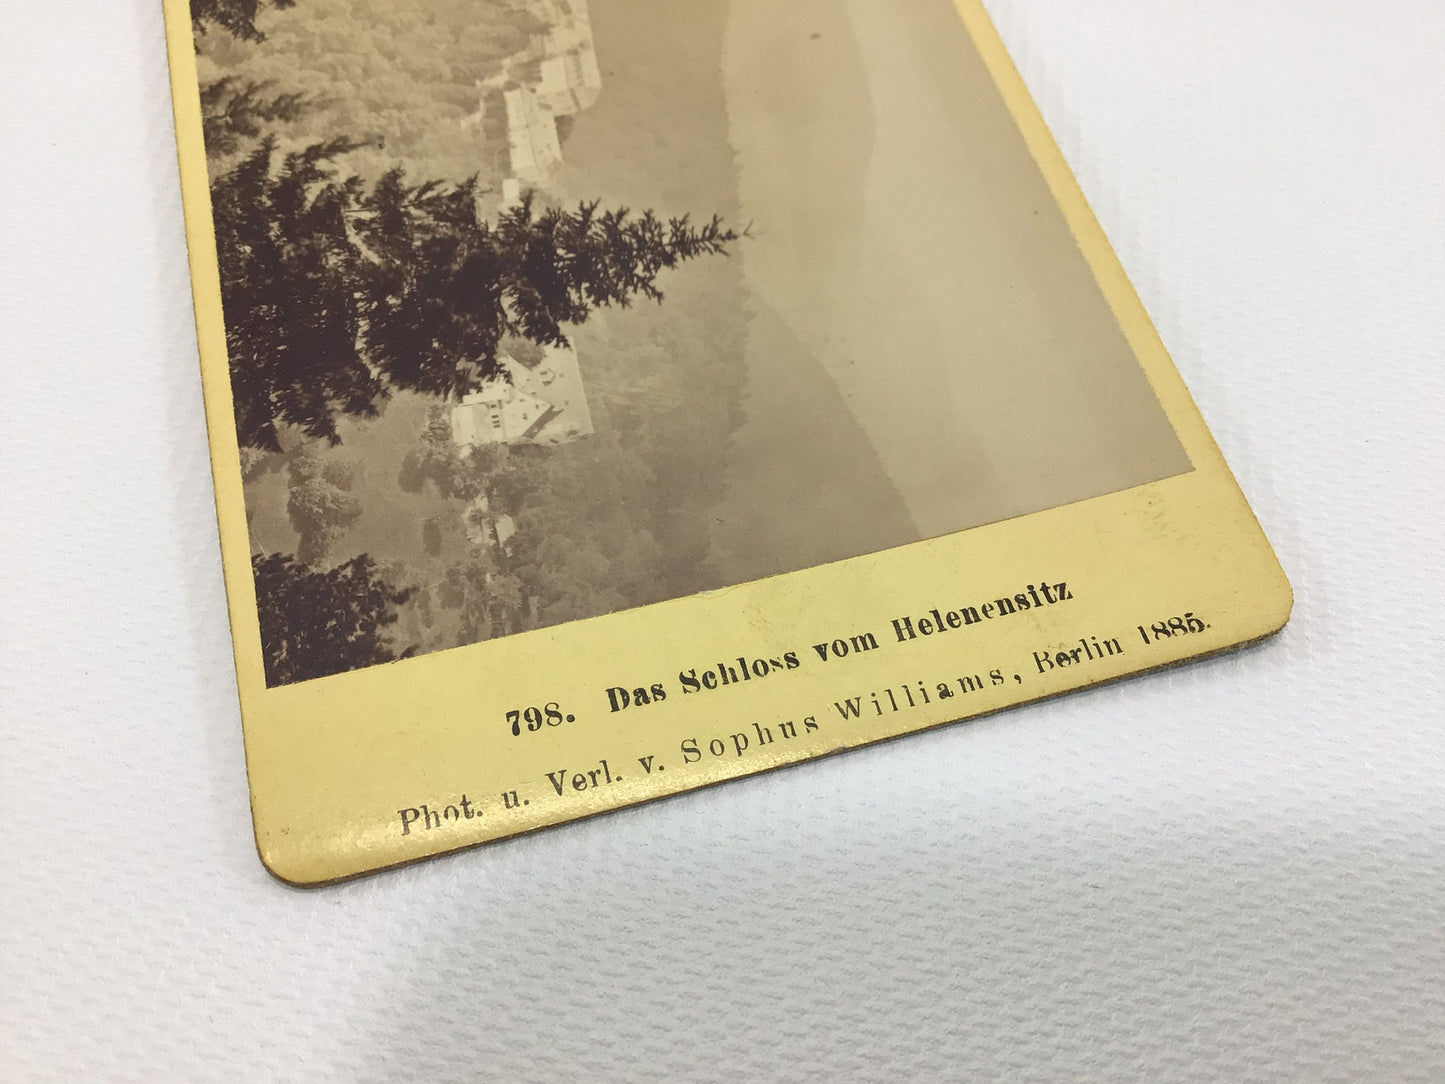 798. Das Schloss vom Helenensitz
Phot. u. Verl. v. Sophus Williams, Berlin 1885.